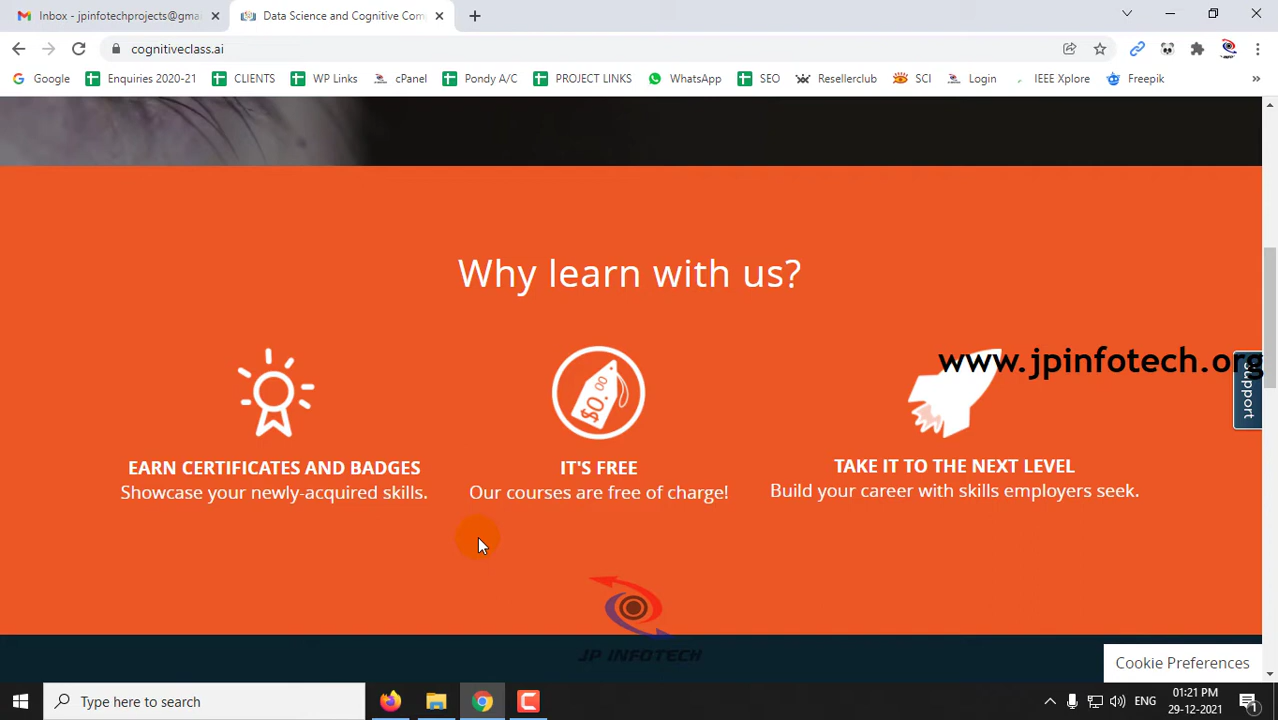 Inbox - jpinfotechprojects@gma
Data Science and Cognitive Com
cognitiveclass.ai
Google
Enquiries 2020-21
CLIENTS
WP Links
cPanel
Pondy A/C
PROJECT LINKS
WhatsApp
SEO
Resellerclub
SCI
Login
IEEE Xplore
Freepik
Why learn with us?
$0.00
www.jpinfotech.org
Support
EARN CERTIFICATES AND BADGES
Showcase your newly-acquired skills.
IT'S FREE
Our courses are free of charge!
TAKE IT TO THE NEXT LEVEL
Build your career with skills employers seek.
JP INFOTECH
Cookie Preferences
Type here to search
ENG
01:21 PM
29-12-2021
1